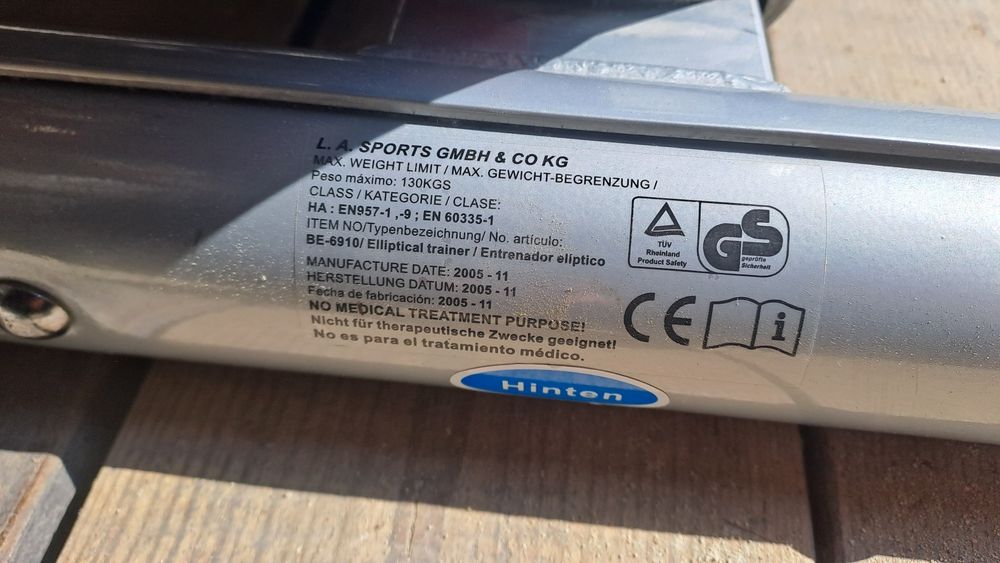 L. A. SPORTS GMBH & CO KG
MAX. WEIGHT LIMIT / MAX. GEWICHT-BEGRENZUNG /
Peso máximo: 130KGS
CLASS / KATEGORIE / CLASE:
HA : EN957-1 ,-9 ; EN 60335-1
ITEM NO/Typenbezeichnung/ No. artículo:
BE-6910/ Elliptical trainer / Entrenador elíptico
MANUFACTURE DATE: 2005 - 11
HERSTELLUNG DATUM: 2005 - 11
Fecha de fabricación: 2005 - 11
NO MEDICAL TREATMENT PURPOSE!
Nicht für therapeutische Zwecke geeignet!
No es para el tratamiento médico.
TÜV
Rheinland
Product Safety
GS
geprüfte
Sicherheit
CE
i
Hinten